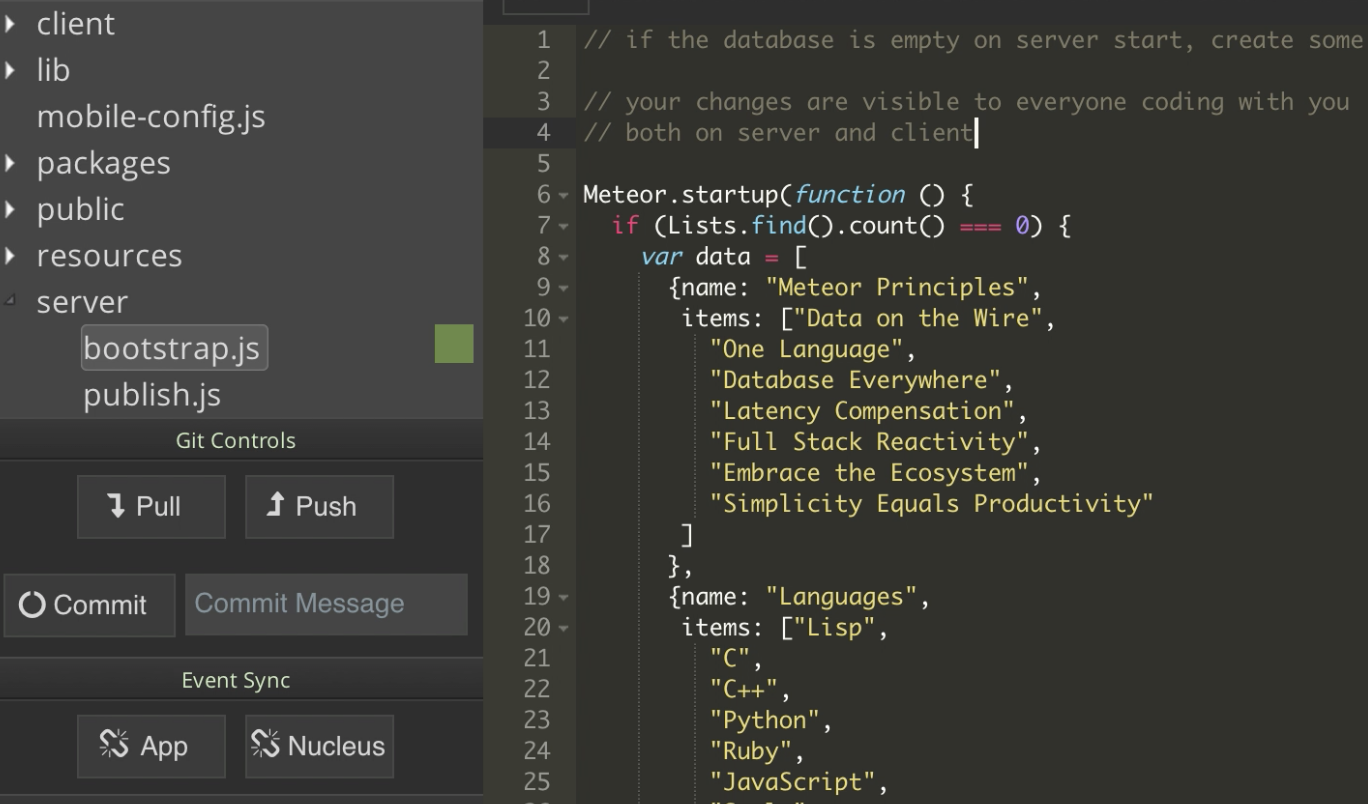 client
lib
mobile-config.js
packages
public
resources
server
bootstrap.js
publish.js
Git Controls
Pull
Push
Commit
Commit Message
Event Sync
App
Nucleus
1 // if the database is empty on server start, create some
2
3 // your changes are visible to everyone coding with you
4 // both on server and client
5
6 Meteor.startup(function () {
7   if (Lists.find().count() === 0) {
8     var data = [
9       {name: "Meteor Principles",
10        items: ["Data on the Wire",
11          "One Language",
12          "Database Everywhere",
13          "Latency Compensation",
14          "Full Stack Reactivity",
15          "Embrace the Ecosystem",
16          "Simplicity Equals Productivity"
17        ]
18       },
19       {name: "Languages",
20        items: ["Lisp",
21          "C",
22          "C++",
23          "Python",
24          "Ruby",
25          "JavaScript",